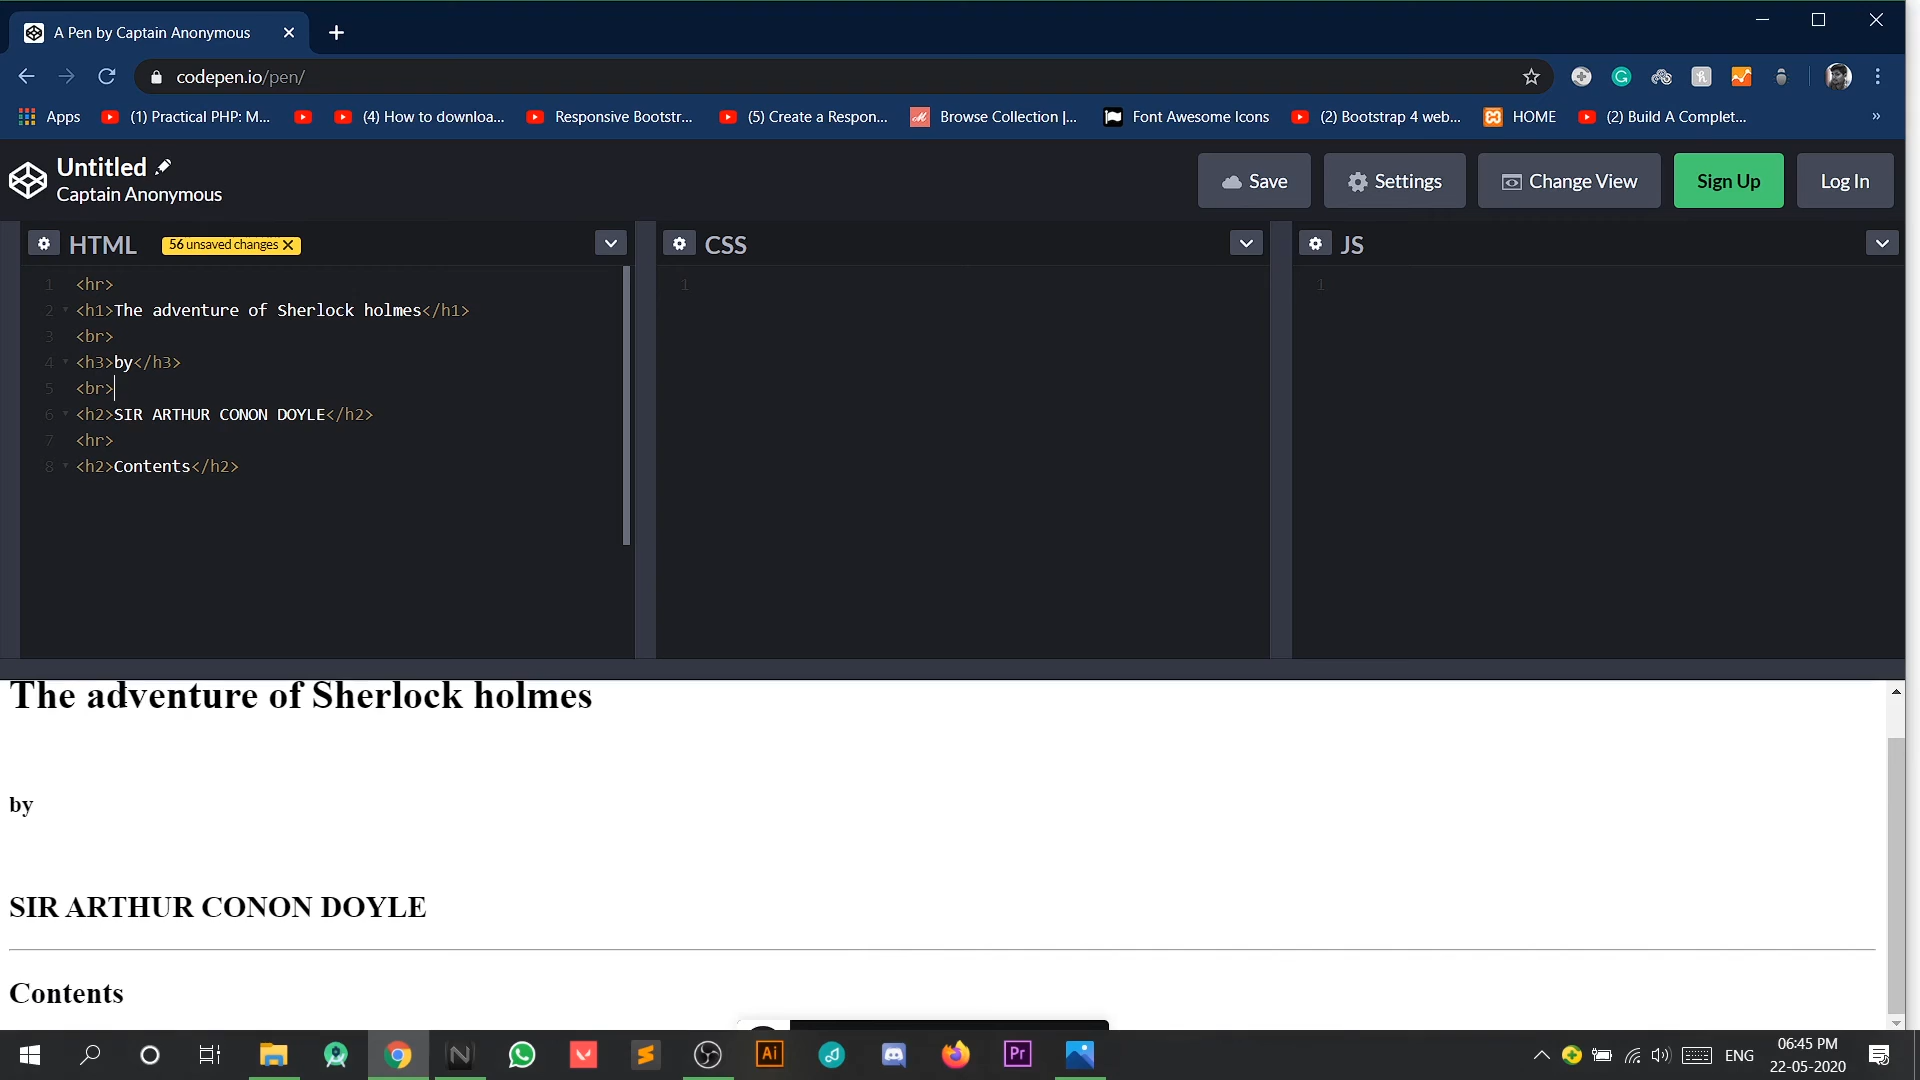 A Pen by Captain Anonymous
codepen.io/pen/
Apps
(1) Practical PHP: M...
(4) How to downloa...
Responsive Bootstr...
(5) Create a Respon...
Browse Collection |...
Font Awesome Icons
(2) Bootstrap 4 web...
HOME
(2) Build A Complet...
»
Untitled
Captain Anonymous
Save
Settings
Change View
Sign Up
Log In
HTML
56 unsaved changes
CSS
JS
1 <hr>
2 <h1>The adventure of Sherlock holmes</h1>
3 <br>
4 <h3>by</h3>
5 <br>
6 <h2>SIR ARTHUR CONON DOYLE</h2>
7 <hr>
8 <h2>Contents</h2>
1
1
The adventure of Sherlock holmes
by
SIR ARTHUR CONON DOYLE
Contents
Ai
Pr
ENG
06:45 PM
22-05-2020